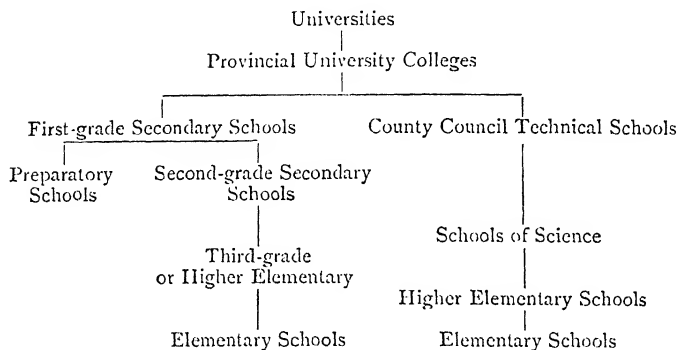 Universities
Provincial University Colleges
First-grade Secondary Schools County Council Technical Schools
Preparatory Second-grade Secondary
Schools Schools
Schools of Science
Third-grade
or Higher Elementary
Higher Elementary Schools
Elementary Schools Elementary Schools